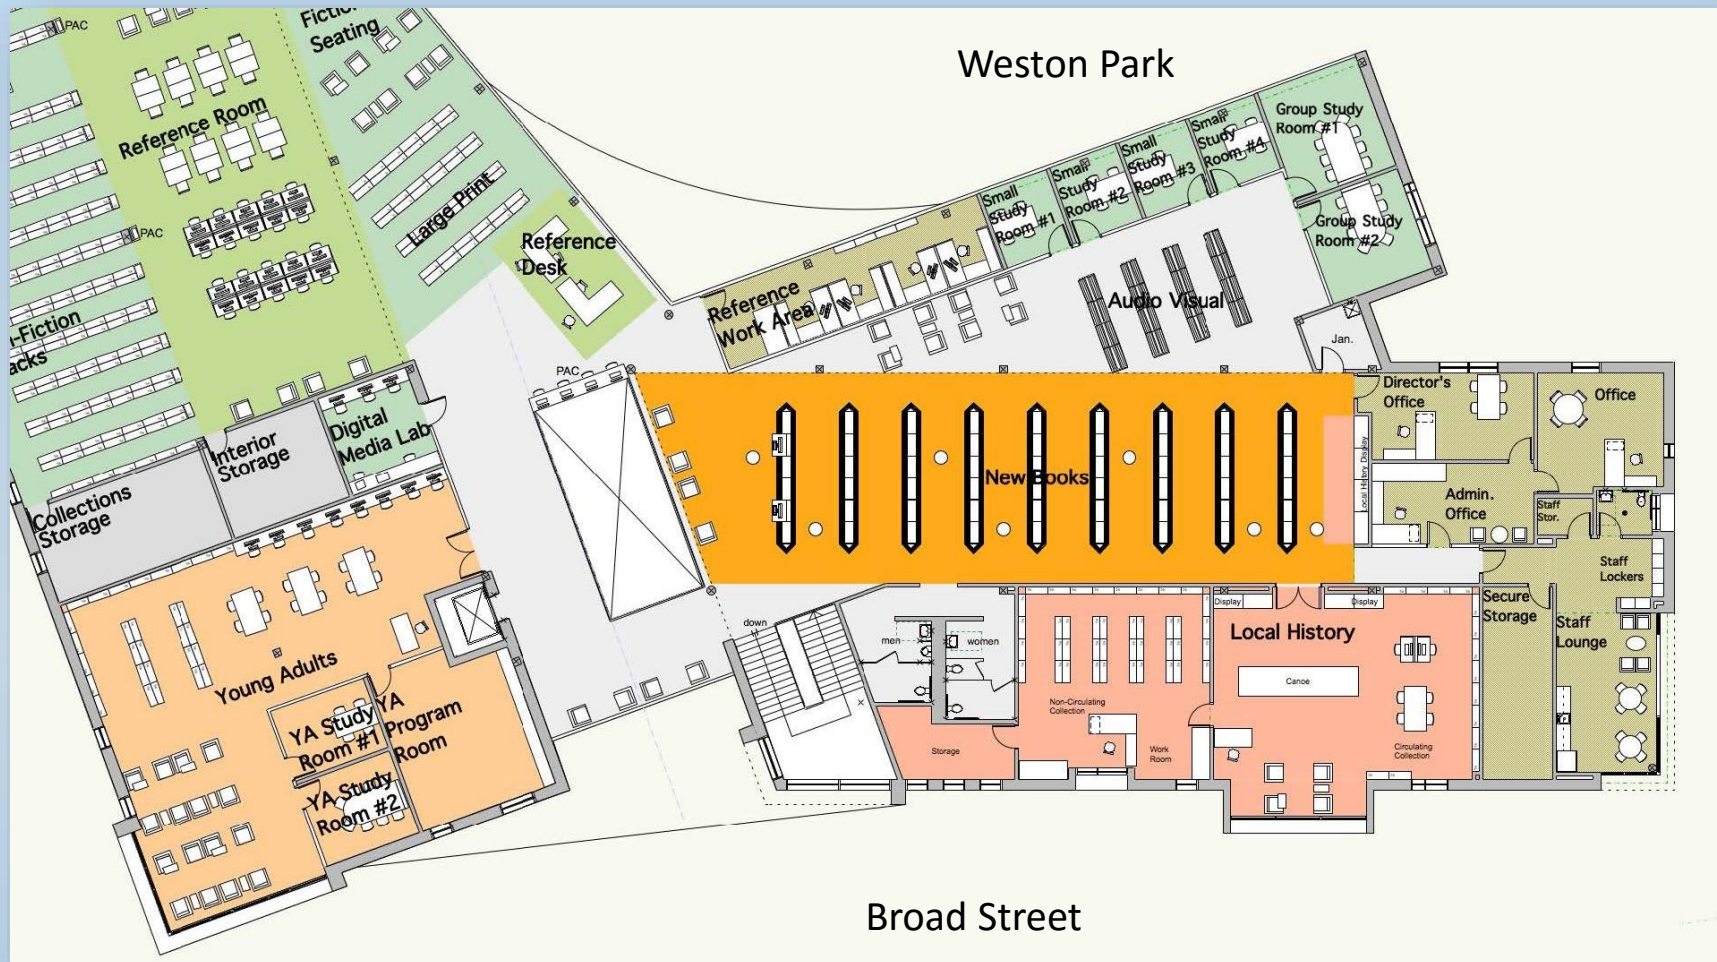 PAC
Fiction
Seating
Weston Park
Reference Room
Large Print
PAC
Reference
Desk
Small
Study
Room #1
Small
Study
Room #2
Small
Study
Room #3
Small
Study
Room #4
Group Study
Room #1
Group Study
Room #2
Reference
Work Area
Audio Visual
Jan.
-Fiction
acks
PAC
Digital
Media Lab
Interior
Storage
Collections
Storage
New Books
Local History Display
Director's
Office
Office
Admin.
Office
Staff
Stor.
Staff
Lockers
Secure
Storage
Staff
Lounge
Young Adults
YA Study
Room #1
YA
Program
Room
YA Study
Room #2
down
men
women
Storage
Non-Circulating
Collection
Work
Room
Display
Display
Local History
Canoe
Circulating
Collection
Broad Street